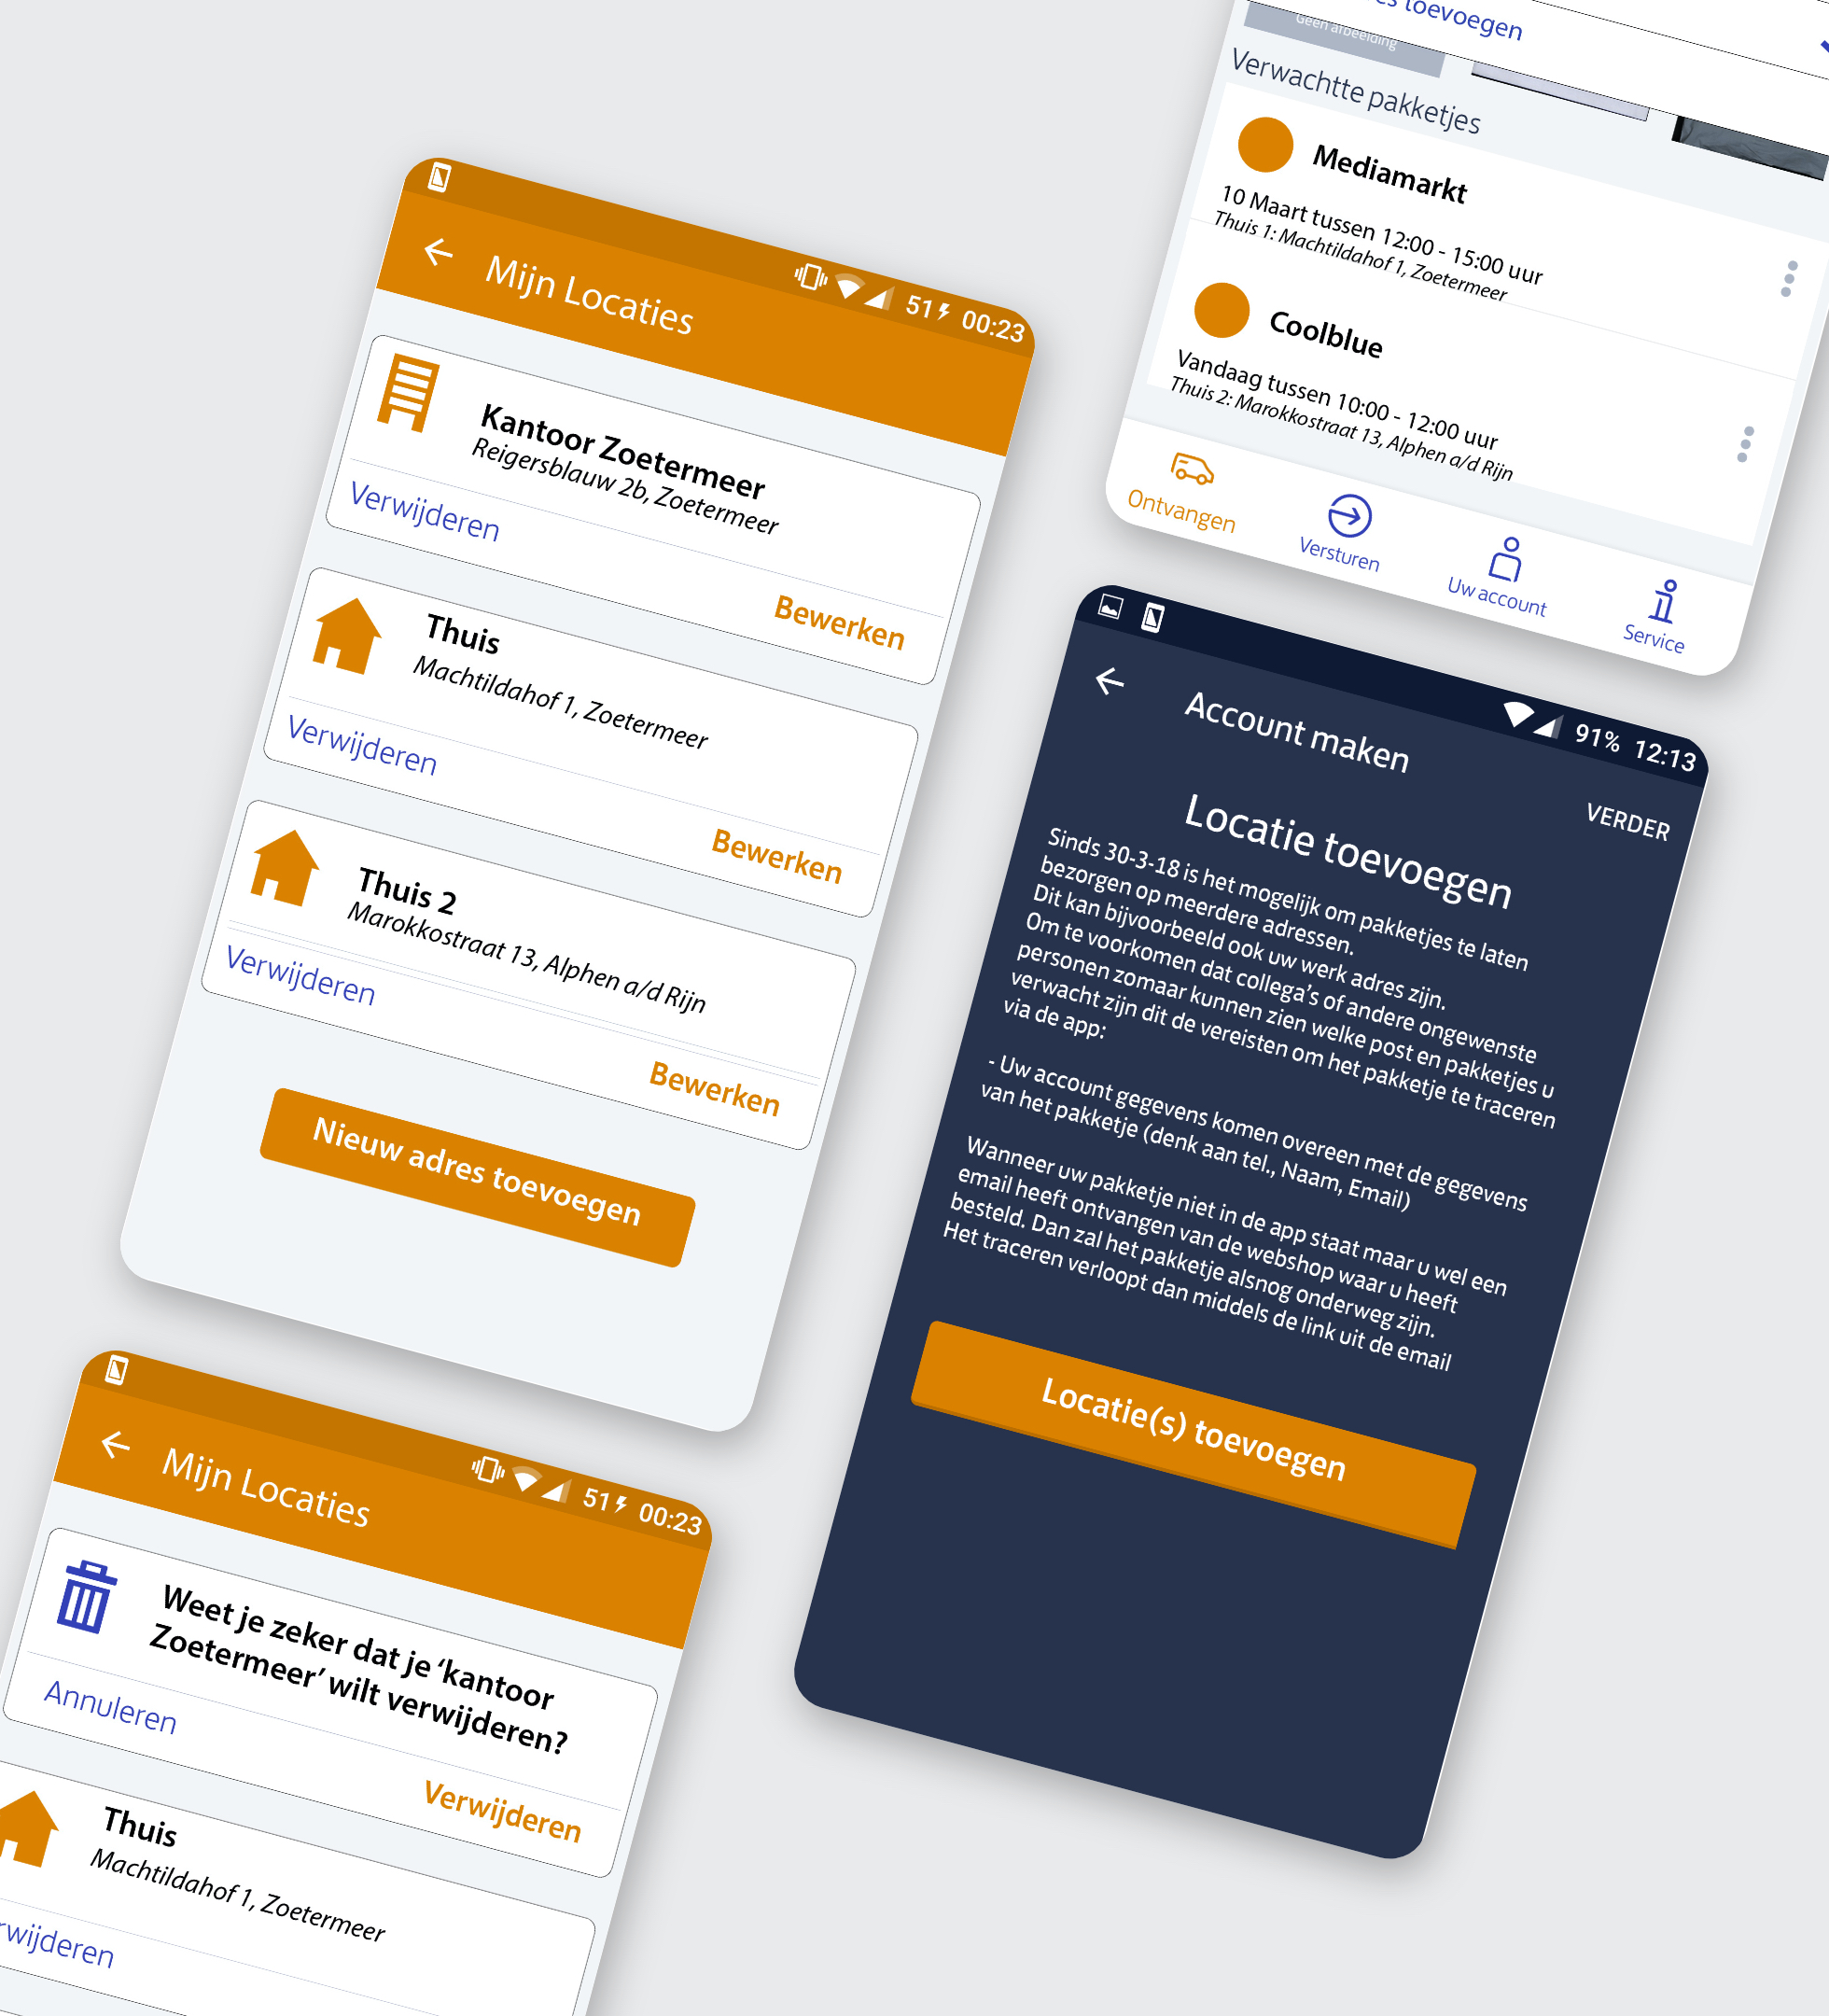 51 00:23
Mijn Locaties
Kantoor Zoetermeer
Reigersblauw 2b, Zoetermeer
Verwijderen
Bewerken
Thuis
Machtildahof 1, Zoetermeer
Verwijderen
Bewerken
Thuis 2
Marokkostraat 13, Alphen a/d Rijn
Verwijderen
Bewerken
Nieuw adres toevoegen
toevoegen
Geen afbeelding
Verwachtte pakketjes
Mediamarkt
10 Maart tussen 12:00 - 15:00 uur
Thuis 1: Machtildahof 1, Zoetermeer
Coolblue
Vandaag tussen 10:00 - 12:00 uur
Thuis 2: Marokkostraat 13, Alphen a/d Rijn
Ontvangen
Versturen
Uw account
Service
91% 12:13
Account maken
VERDER
Locatie toevoegen
Sinds 30-3-18 is het mogelijk om pakketjes te laten
bezorgen op meerdere adressen.
Dit kan bijvoorbeeld ook uw werk adres zijn.
Om te voorkomen dat collega's of andere ongewenste
personen zomaar kunnen zien welke post en pakketjes u
verwacht zijn dit de vereisten om het pakketje te traceren
via de app:
- Uw account gegevens komen overeen met de gegevens
van het pakketje (denk aan tel., Naam, Email)
Wanneer uw pakketje niet in de app staat maar u wel een
email heeft ontvangen van de webshop waar u heeft
besteld. Dan zal het pakketje alsnog onderweg zijn.
Het traceren verloopt dan middels de link uit de email
Locatie(s) toevoegen
51 00:23
Mijn Locaties
Weet je zeker dat je ‘kantoor
Zoetermeer’ wilt verwijderen?
Annuleren
Verwijderen
Thuis
Machtildahof 1, Zoetermeer
rwijderen